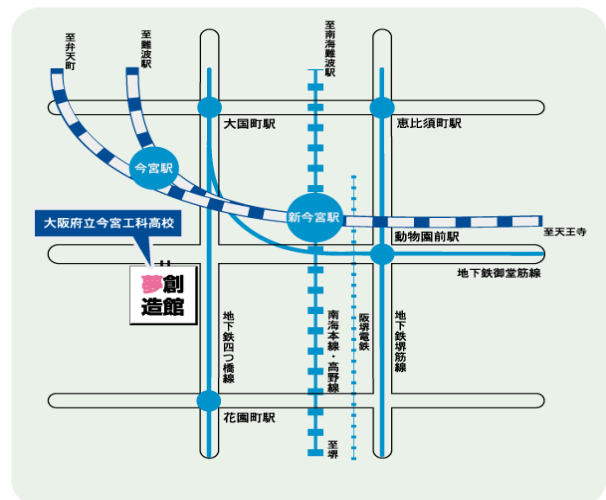 至弁天町
至難波駅
至南海難波駅
大国町駅
恵比須町駅
今宮駅
新今宮駅
大阪府立今宮工科高校
動物園前駅
至天王寺
地下鉄御堂筋線
夢創
造館
地下鉄四つ橋線
南海本線・高野線
阪堺電鉄
地下鉄堺筋線
花園町駅
至堺